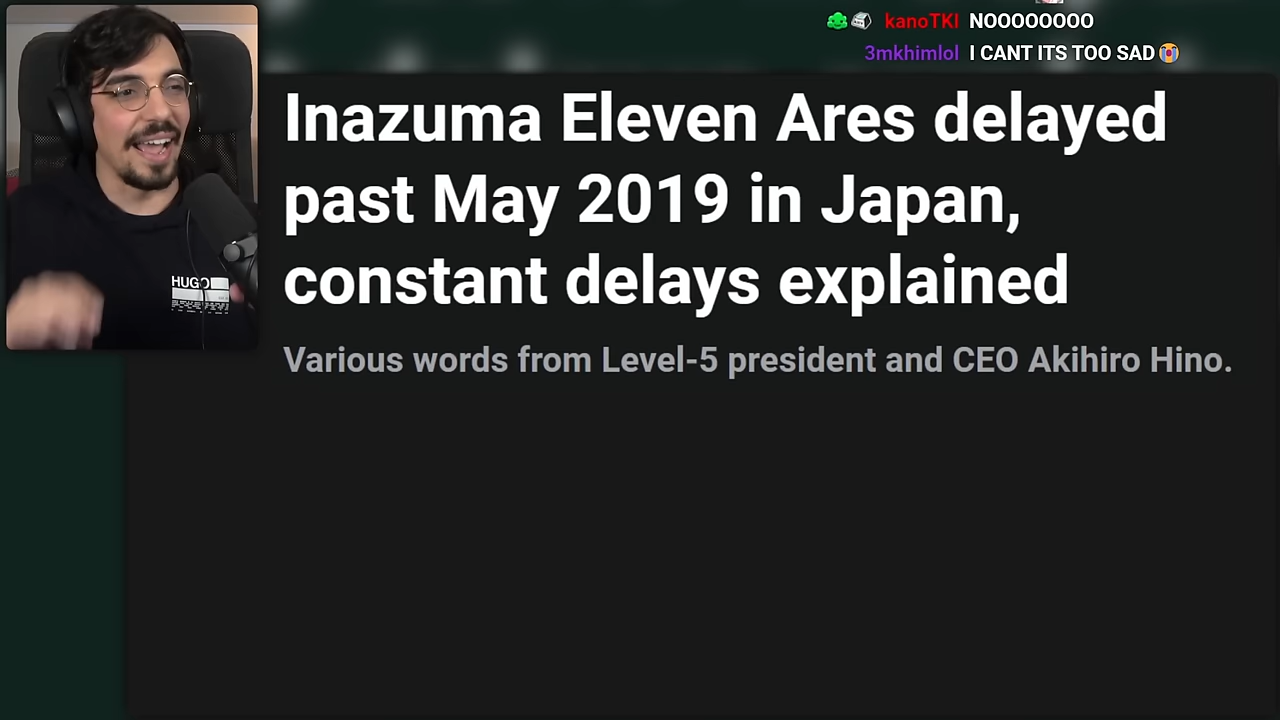 kanoTKI NOOOOOOOO
3mkhimlol I CANT ITS TOO SAD😭
Inazuma Eleven Ares delayed
past May 2019 in Japan,
constant delays explained
Various words from Level-5 president and CEO Akihiro Hino.
HUGO